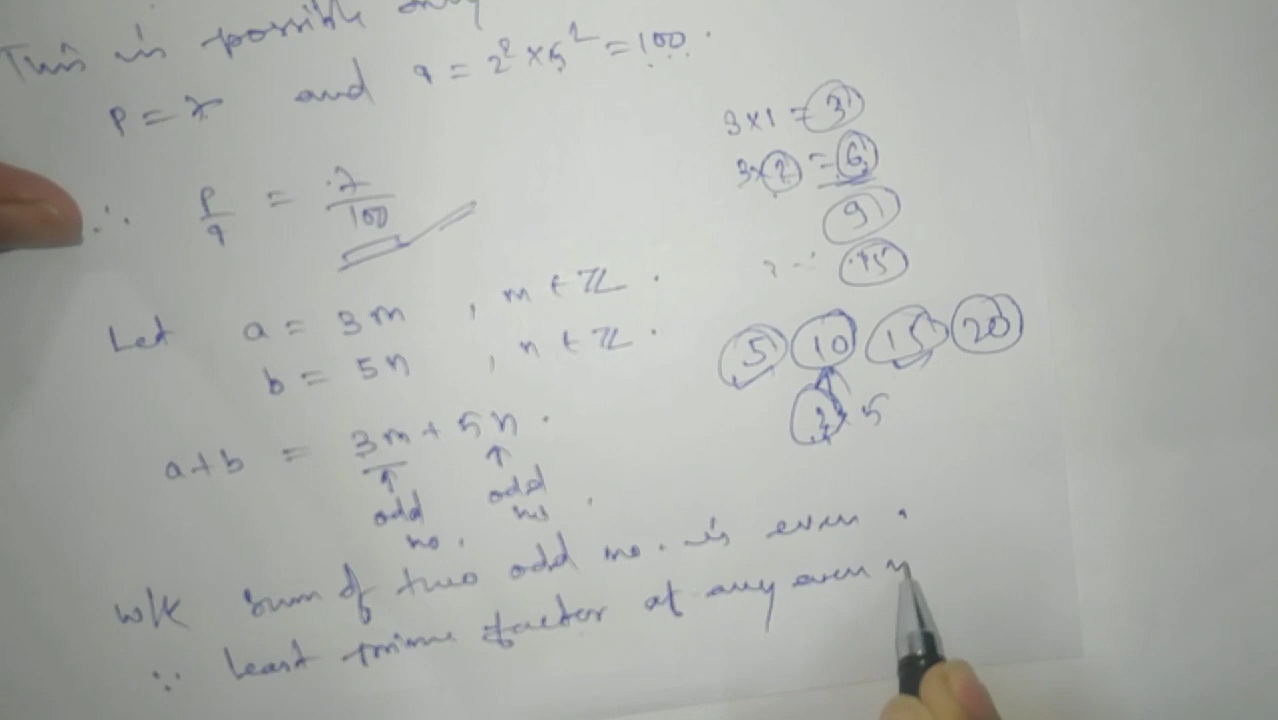 This is possible only
P = 7 and q = 2² × 5² = 100.
∴ P/q = 7/100
Let a = 3m , m ∈ ℤ.
b = 5n , n ∈ ℤ.
a+b = 3m + 5n.
↑ ↑
odd no. odd no.
W/K sum of two odd no. is even.
∴ least prime factor of any even n
3×1 = 3
3×2 = 6
9
15
5 10 15 20
2 × 5